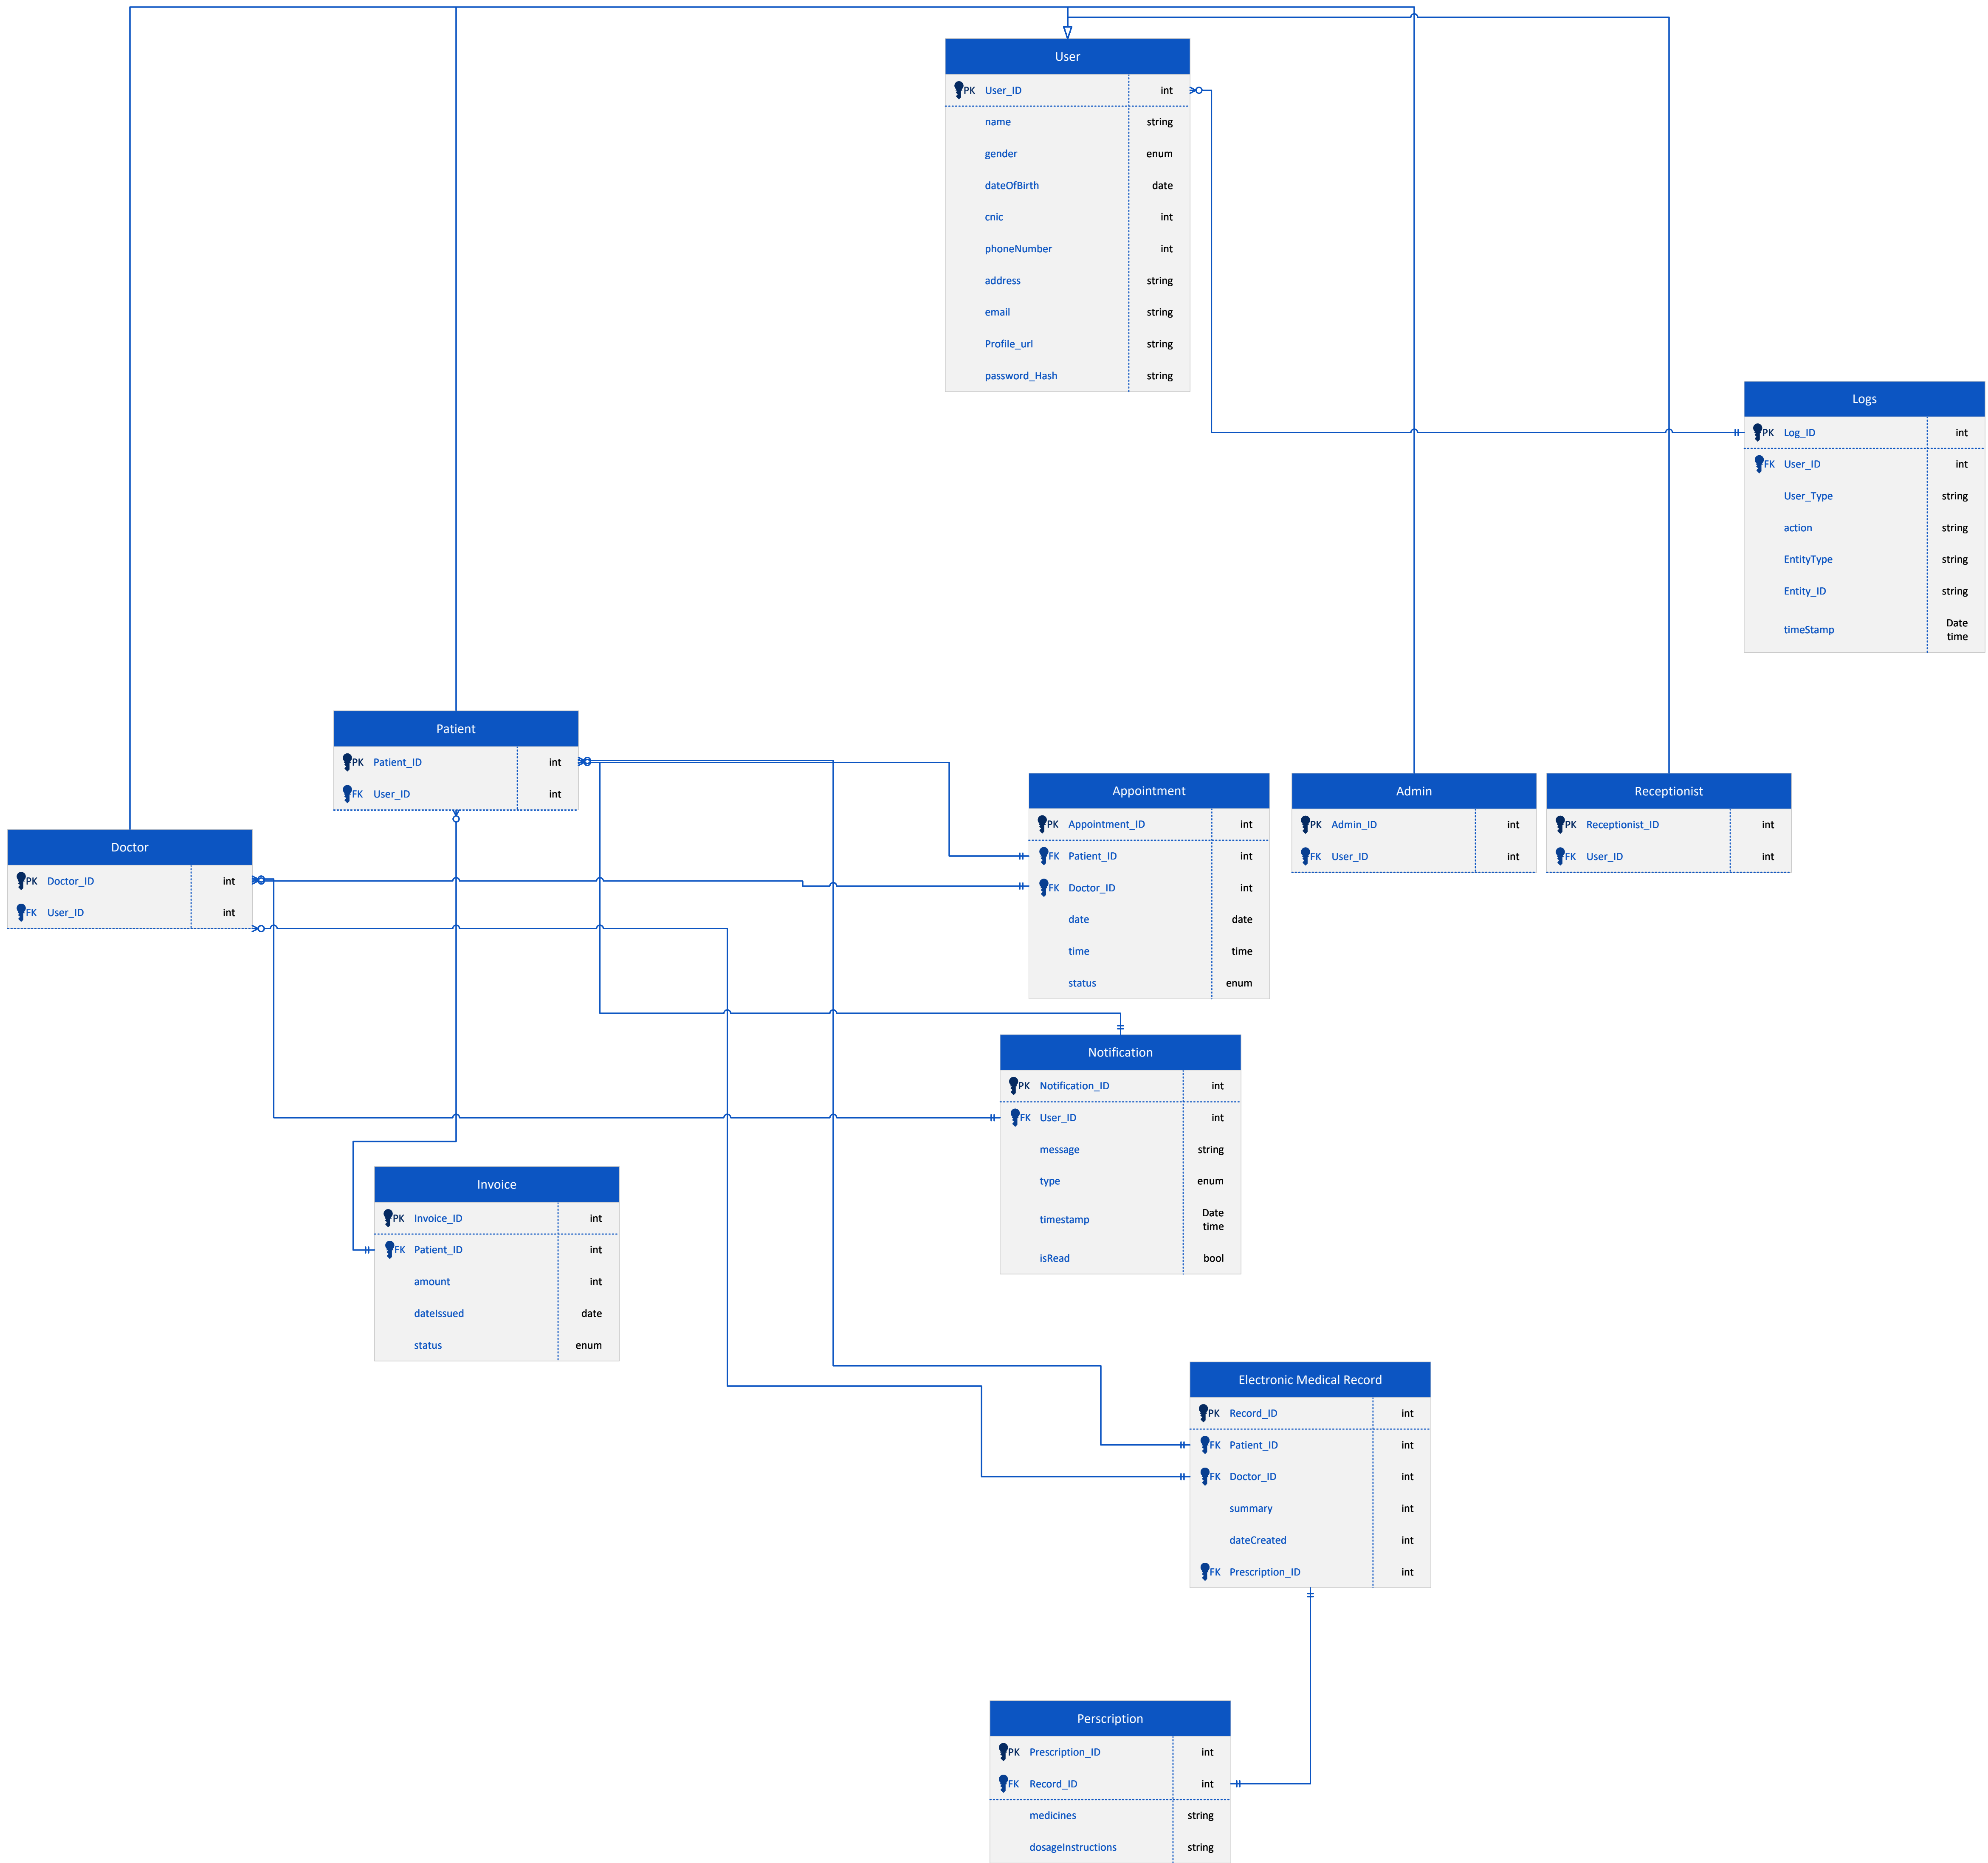 User
PK User_ID int
name string
gender enum
dateOfBirth date
cnic int
phoneNumber int
address string
email string
Profile_url string
password_Hash string
Logs
PK Log_ID int
FK User_ID int
User_Type string
action string
EntityType string
Entity_ID string
timeStamp Date
time
Patient
PK Patient_ID int
FK User_ID int
Appointment
PK Appointment_ID int
FK Patient_ID int
FK Doctor_ID int
date date
time time
status enum
Admin
PK Admin_ID int
FK User_ID int
Receptionist
PK Receptionist_ID int
FK User_ID int
Doctor
PK Doctor_ID int
FK User_ID int
Notification
PK Notification_ID int
FK User_ID int
message string
type enum
timestamp Date
time
isRead bool
Invoice
PK Invoice_ID int
FK Patient_ID int
amount int
dateIssued date
status enum
Electronic Medical Record
PK Record_ID int
FK Patient_ID int
FK Doctor_ID int
summary int
dateCreated int
FK Prescription_ID int
Perscription
PK Prescription_ID int
FK Record_ID int
medicines string
dosageInstructions string